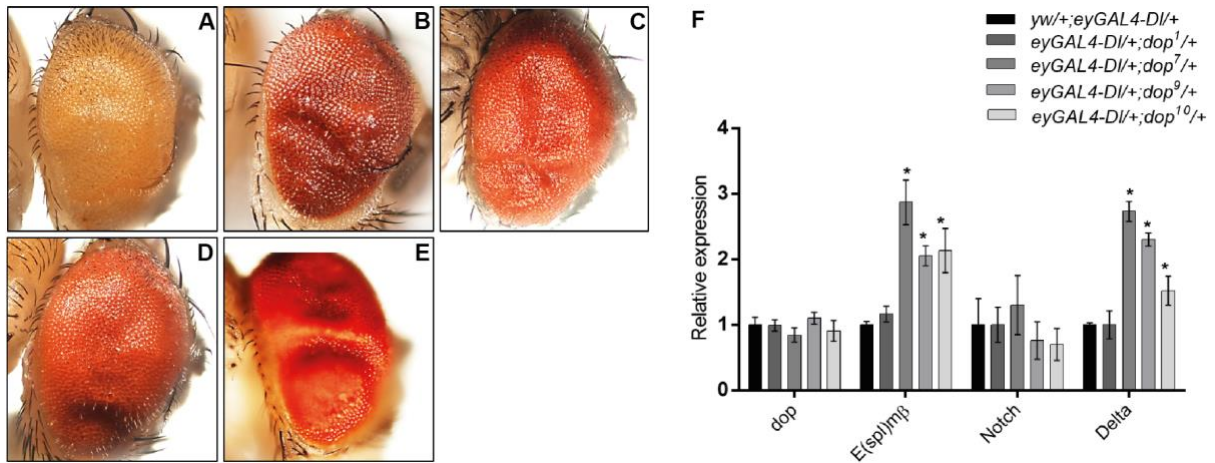 A
B
C
D
E
F
yw/+;eyGAL4-Dl/+
eyGAL4-Dl/+;dop¹/+
eyGAL4-Dl/+;dop⁷/+
eyGAL4-Dl/+;dop⁹/+
eyGAL4-Dl/+;dop¹⁰/+
Relative expression
4
3
2
1
0
* * * * * *
dop
E(spl)mβ
Notch
Delta